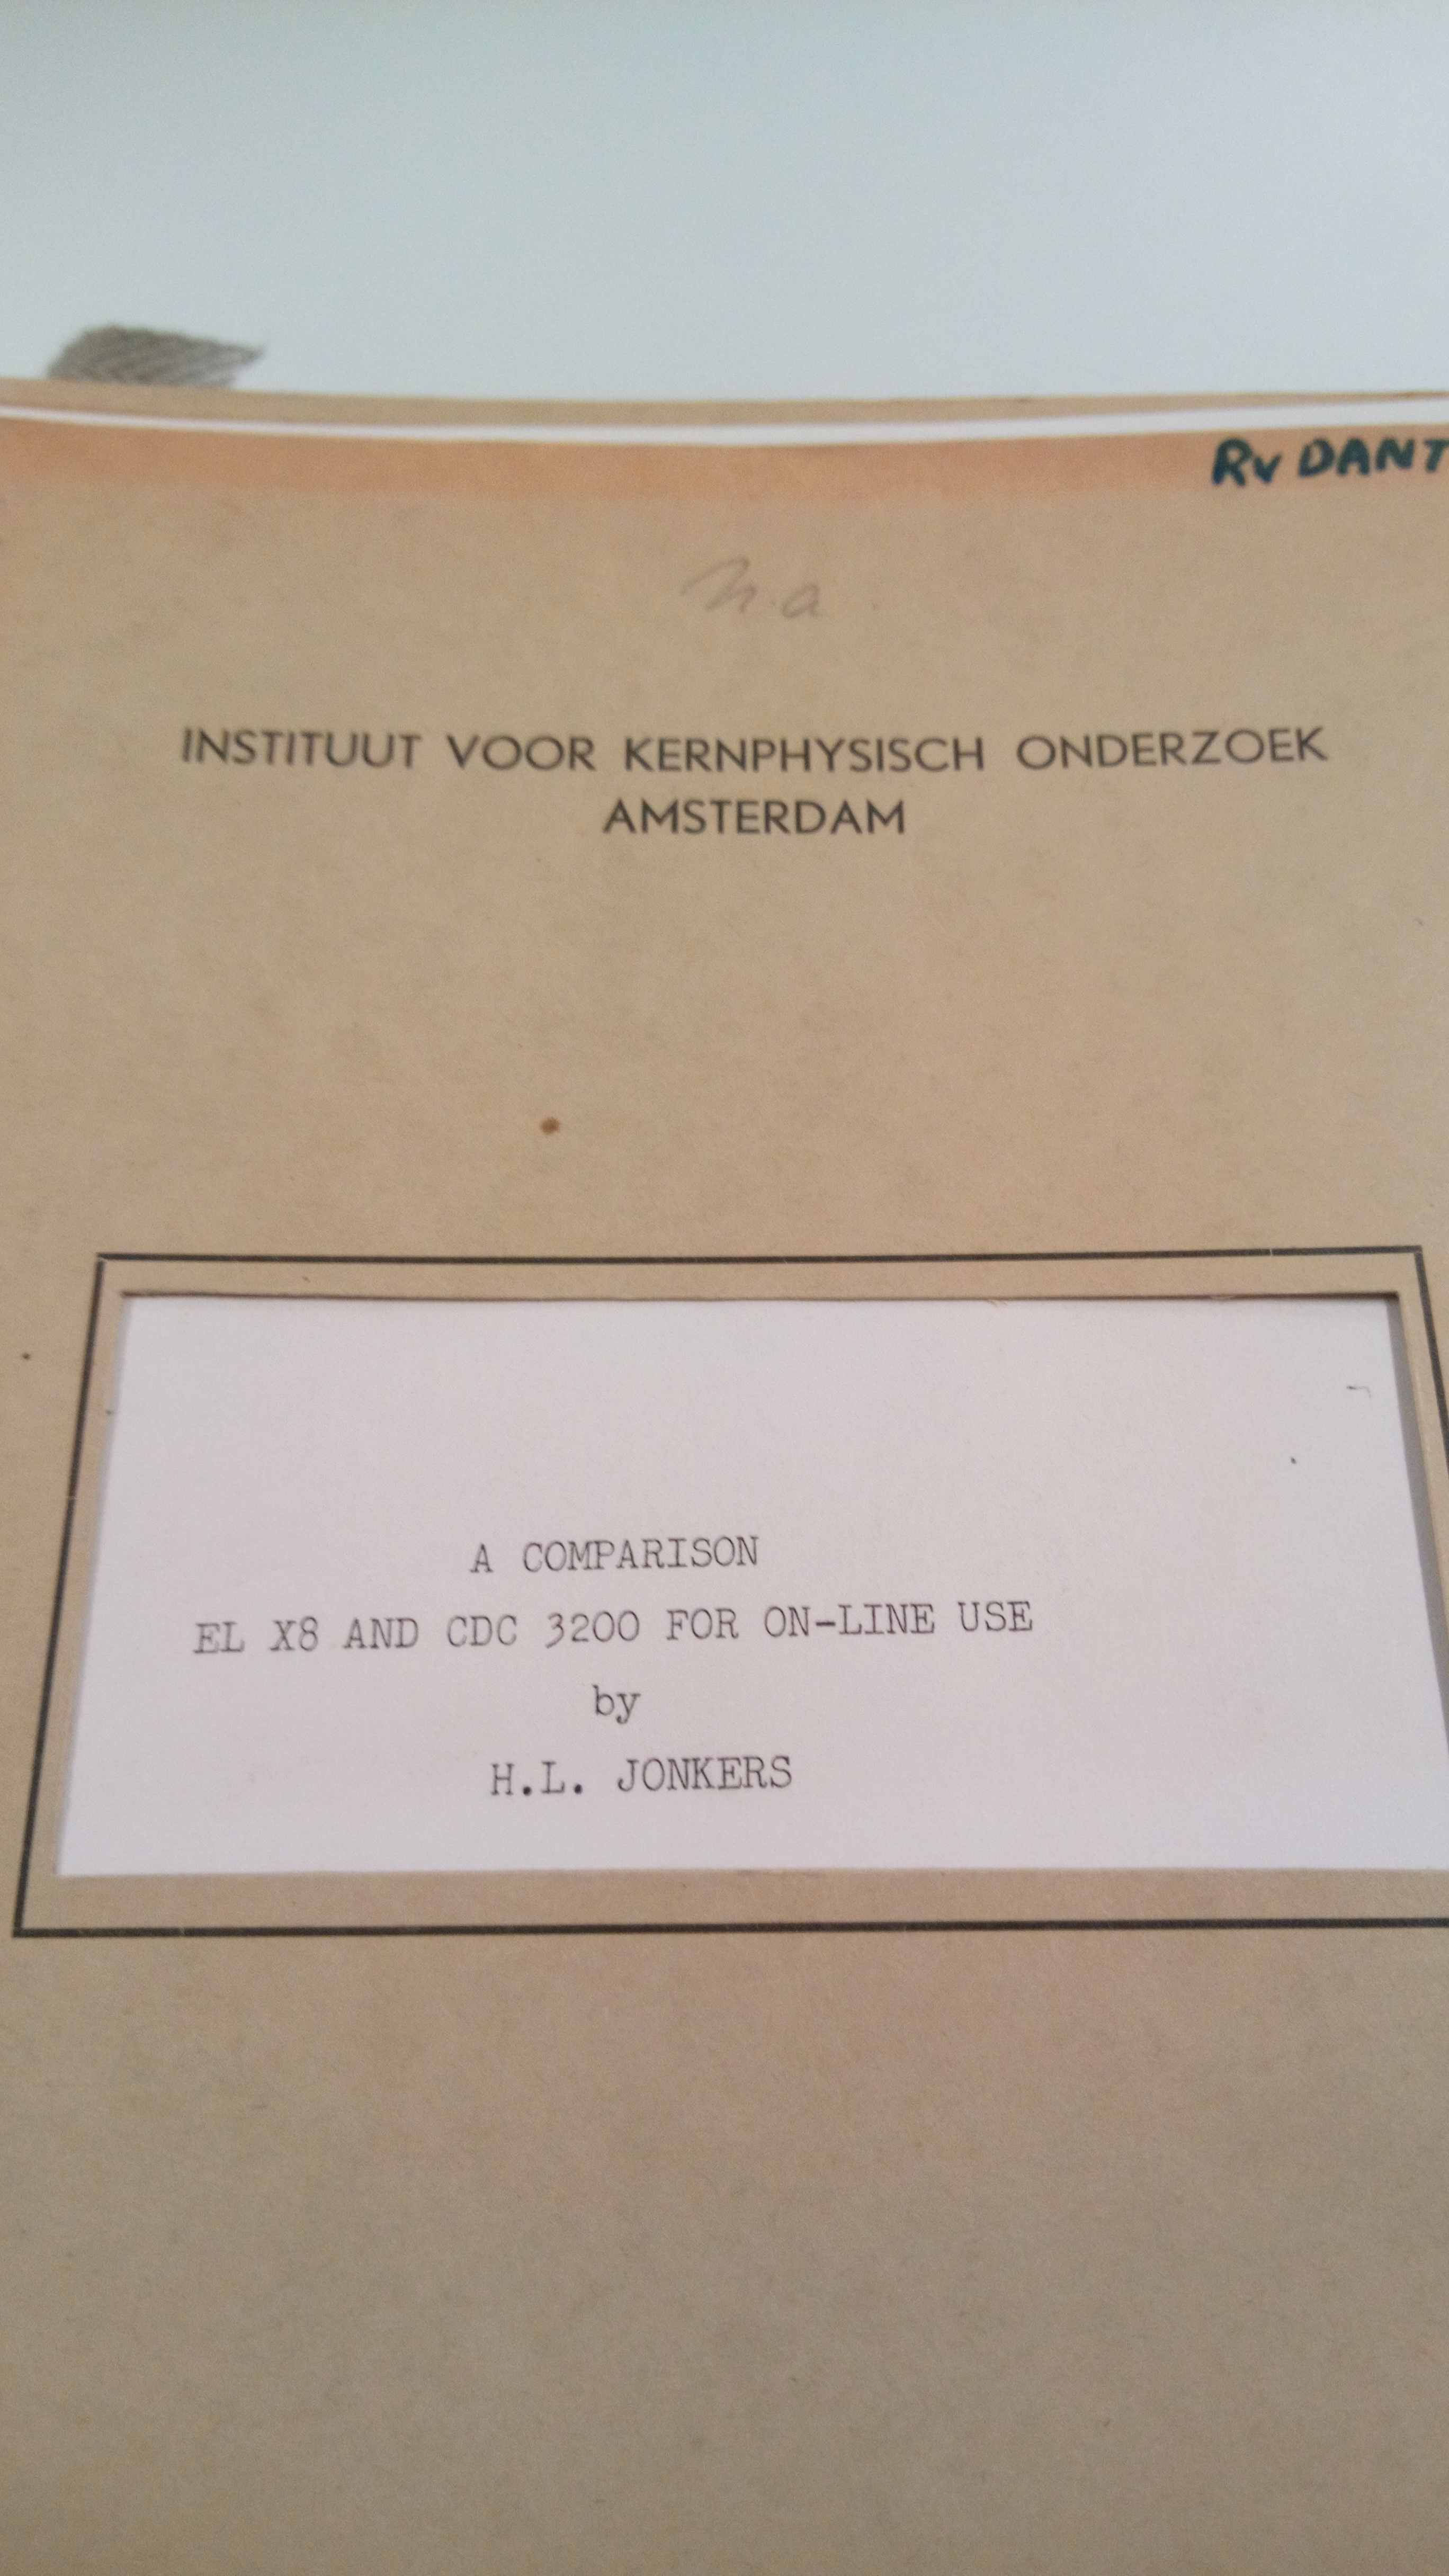 Rv DANT
n.a.
INSTITUUT VOOR KERNPHYSISCH ONDERZOEK
AMSTERDAM
A COMPARISON
EL X8 AND CDC 3200 FOR ON-LINE USE
by
H.L. JONKERS